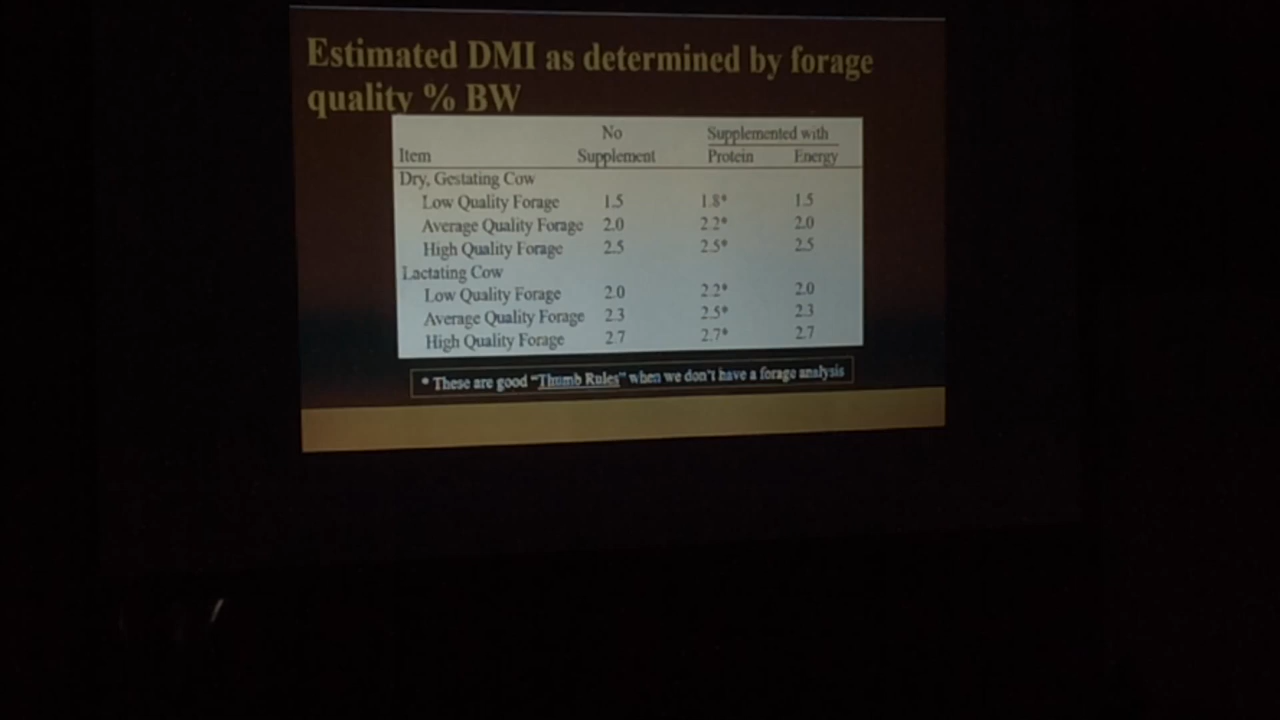 Estimated DMI as determined by forage
quality % BW
No Supplemented with
Item Supplement Protein Energy
Dry, Gestating Cow
Low Quality Forage 1.5 1.8* 1.5
Average Quality Forage 2.0 2.2* 2.0
High Quality Forage 2.5 2.5* 2.5
Lactating Cow
Low Quality Forage 2.0 2.2* 2.0
Average Quality Forage 2.3 2.5* 2.3
High Quality Forage 2.7 2.7* 2.7
* These are good "Thumb Rules" when we don't have a forage analysis